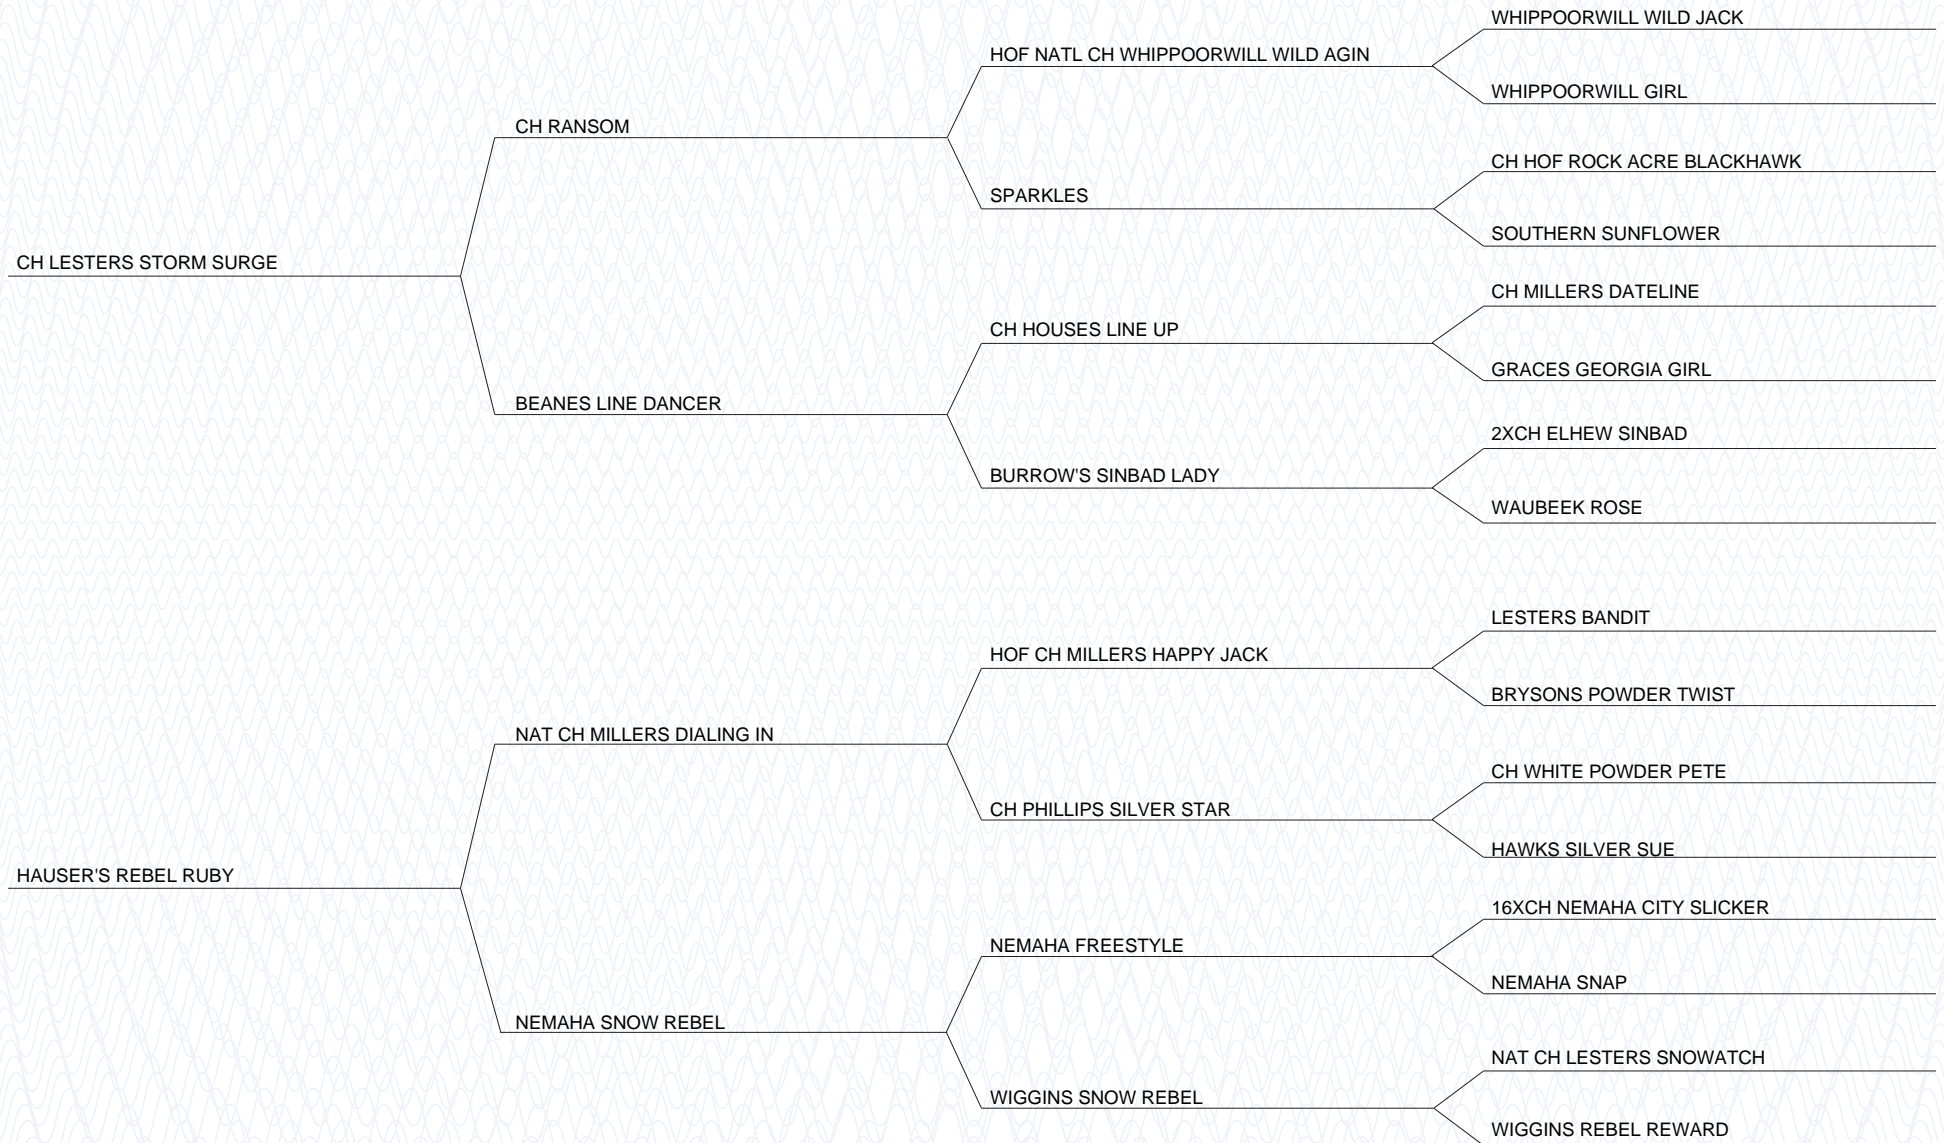 WHIPPOORWILL WILD JACK
HOF NATL CH WHIPPOORWILL WILD AGIN
WHIPPOORWILL GIRL
CH RANSOM
CH HOF ROCK ACRE BLACKHAWK
SPARKLES
SOUTHERN SUNFLOWER
CH LESTERS STORM SURGE
CH MILLERS DATELINE
CH HOUSES LINE UP
GRACES GEORGIA GIRL
BEANES LINE DANCER
2XCH ELHEW SINBAD
BURROW'S SINBAD LADY
WAUBEEK ROSE
LESTERS BANDIT
HOF CH MILLERS HAPPY JACK
BRYSONS POWDER TWIST
NAT CH MILLERS DIALING IN
CH WHITE POWDER PETE
CH PHILLIPS SILVER STAR
HAWKS SILVER SUE
HAUSER'S REBEL RUBY
16XCH NEMAHA CITY SLICKER
NEMAHA FREESTYLE
NEMAHA SNAP
NEMAHA SNOW REBEL
NAT CH LESTERS SNOWATCH
WIGGINS SNOW REBEL
WIGGINS REBEL REWARD